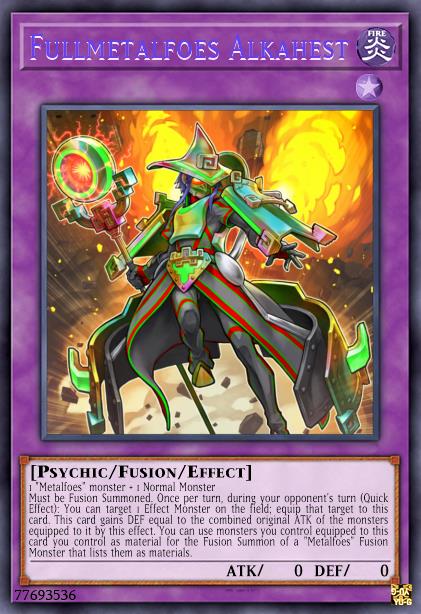 FULLMETALFOES ALKAHEST
FIRE
炎
[PSYCHIC/FUSION/EFFECT]
1 "Metalfoes" monster + 1 Normal Monster
Must be Fusion Summoned. Once per turn, during your opponent's turn (Quick
Effect): You can target 1 Effect Monster on the field; equip that target to this
card. This card gains DEF equal to the combined original ATK of the monsters
equipped to it by this effect. You can use monsters you control equipped to
this card you control as material for the Fusion Summon of a "Metalfoes" Fusion
Monster that lists them as materials.
ATK/ 0 DEF/ 0
77693536